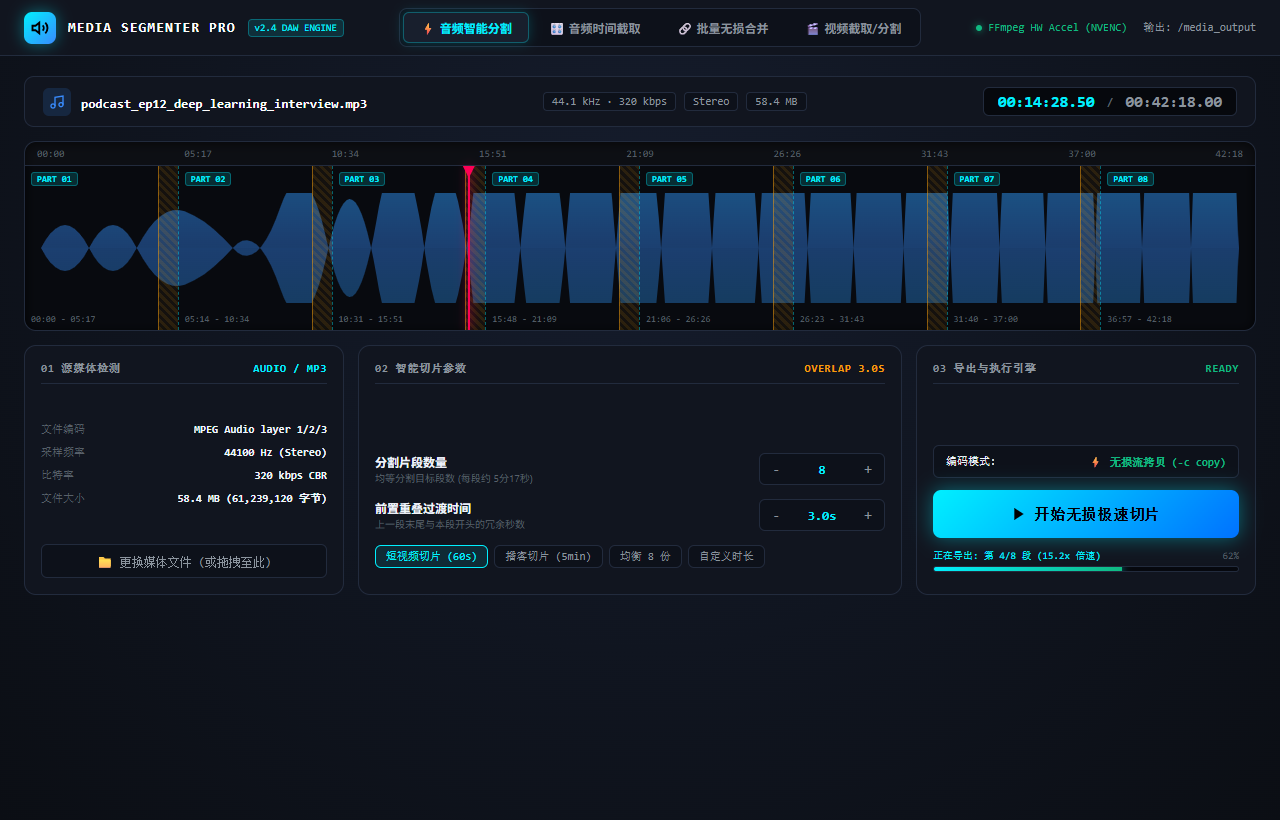 MEDIA SEGMENTER PRO v2.4 DAW ENGINE
音频智能分割 音频时间截取 批量无损合并 视频截取/分割
FFmpeg HW Accel (NVENC) 输出: /media_output
podcast_ep12_deep_learning_interview.mp3
44.1 kHz · 320 kbps Stereo 58.4 MB
00:14:28.50 / 00:42:18.00
00:00 05:17 10:34 15:51 21:09 26:26 31:43 37:00 42:18
PART 01 PART 02 PART 03 PART 04 PART 05 PART 06 PART 07 PART 08
00:00 - 05:17 05:14 - 10:34 10:31 - 15:51 15:48 - 21:09 21:06 - 26:26 26:23 - 31:43 31:40 - 37:00 36:57 - 42:18
01 源媒体检测 AUDIO / MP3
文件编码 MPEG Audio layer 1/2/3
采样频率 44100 Hz (Stereo)
比特率 320 kbps CBR
文件大小 58.4 MB (61,239,120 字节)
更换媒体文件 (或拖拽至此)
02 智能切片参数 OVERLAP 3.0S
分割片段数量
均等分割目标段数 (每段约 5分17秒)
- 8 +
前置重叠过渡时间
上一段末尾与本段开头的冗余秒数
- 3.0s +
短视频切片 (60s) 播客切片 (5min) 均衡 8 份 自定义时长
03 导出与执行引擎 READY
编码模式: 无损流拷贝 (-c copy)
开始无损极速切片
正在导出: 第 4/8 段 (15.2x 倍速) 62%